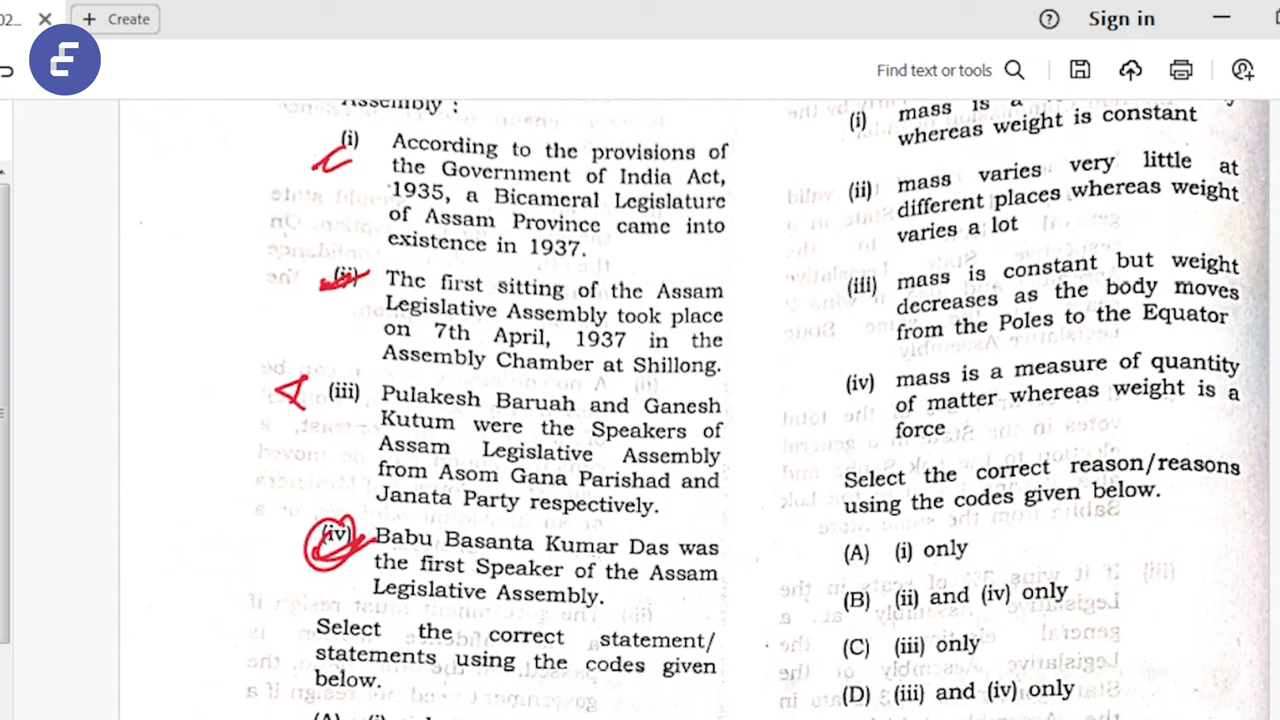 02...
+ Create
Sign in
Find text or tools
Assembly :
(i) According to the provisions of
the Government of India Act,
1935, a Bicameral Legislature
of Assam Province came into
existence in 1937.
(ii) The first sitting of the Assam
Legislative Assembly took place
on 7th April, 1937 in the
Assembly Chamber at Shillong.
(iii) Pulakesh Baruah and Ganesh
Kutum were the Speakers of
Assam Legislative Assembly
from Asom Gana Parishad and
Janata Party respectively.
(iv) Babu Basanta Kumar Das was
the first Speaker of the Assam
Legislative Assembly.
Select the correct statement/
statements using the codes given
below.
(i) mass is a
whereas weight is constant
(ii) mass varies very little at
different places whereas weight
varies a lot
(iii) mass is constant but weight
decreases as the body moves
from the Poles to the Equator
(iv) mass is a measure of quantity
of matter whereas weight is a
force
Select the correct reason/reasons
using the codes given below.
(A) (i) only
(B) (ii) and (iv) only
(C) (iii) only
(D) (iii) and (iv) only